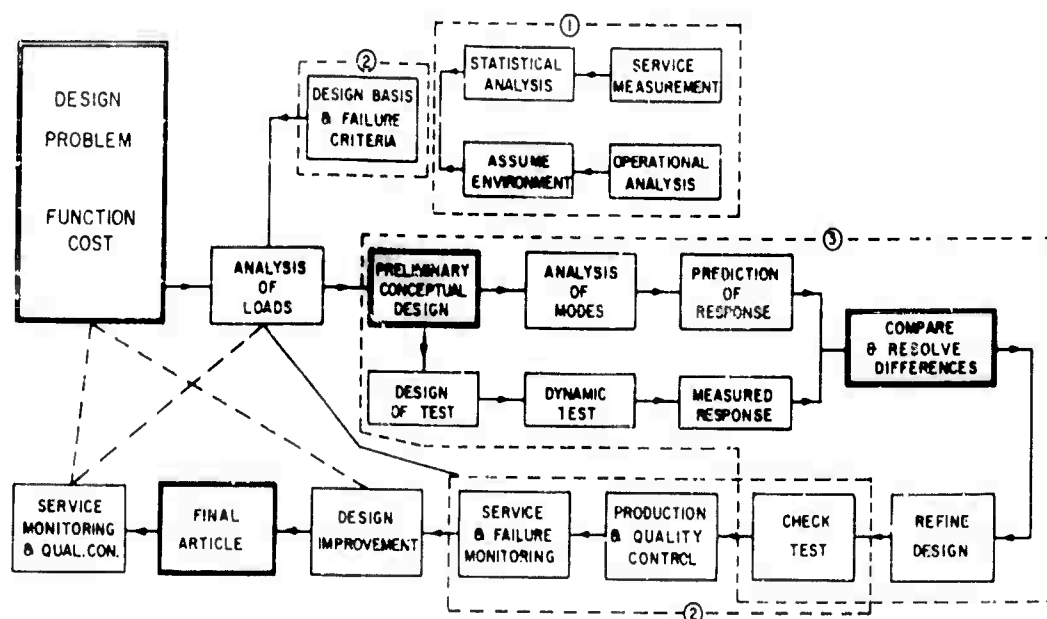 ①
②
STATISTICAL
ANALYSIS
SERVICE
MEASUREMENT
DESIGN
PROBLEM
FUNCTION
COST
DESIGN BASIS
& FAILURE
CRITERIA
ASSUME
ENVIRONMENT
OPERATIONAL
ANALYSIS
③
ANALYSIS
OF
LOADS
PRELIMINARY
CONCEPTUAL
DESIGN
ANALYSIS
OF
MODES
PREDICTION
OF
RESPONSE
COMPARE
& RESOLVE
DIFFERENCES
DESIGN
OF TEST
DYNAMIC
TEST
MEASURED
RESPONSE
SERVICE
MONITORING
& QUAL.CON.
FINAL
ARTICLE
DESIGN
IMPROVEMENT
SERVICE
& FAILURE
MONITORING
PRODUCTION
& QUALITY
CONTROL
CHECK
TEST
REFINE
DESIGN
②